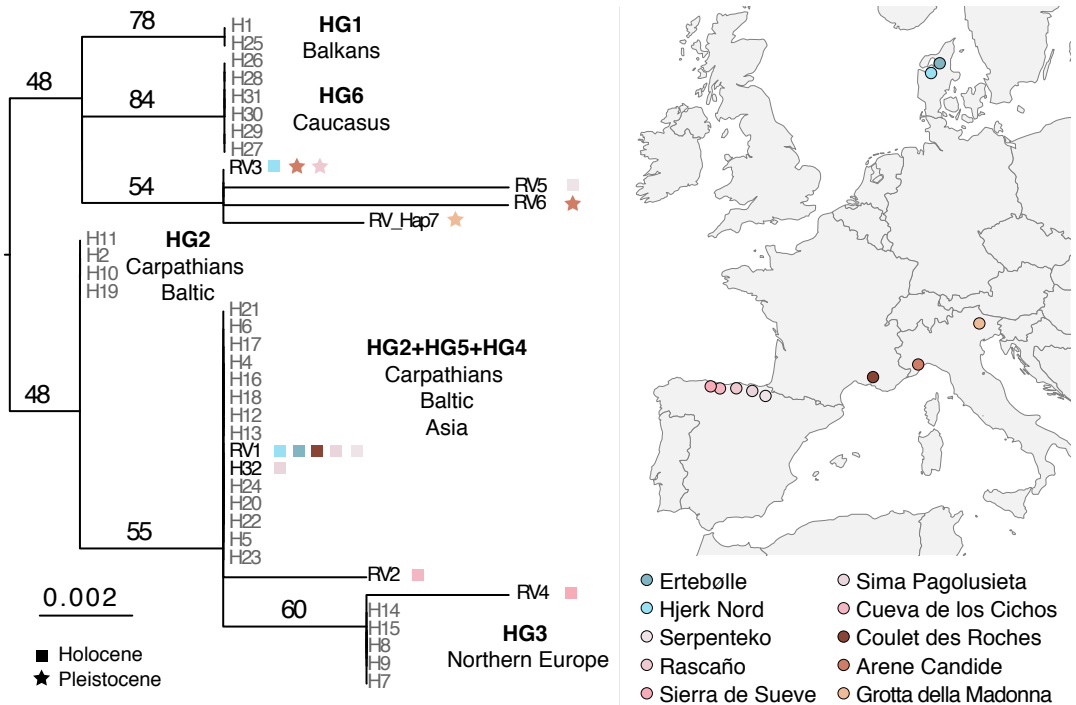 78
H1
H25
HG1
Balkans
48
H26
H28
H31
H30
H29
H27
84
HG6
Caucasus
RV3
54
RV5
RV6
RV_Hap7
H11
H2
H10
H19
HG2
Carpathians
Baltic
H21
H6
H17
H4
H16
H18
H12
H13
RV1
H32
H24
H20
H22
H5
H23
HG2+HG5+HG4
Carpathians
Baltic
Asia
48
55
RV2
RV4
60
H14
H15
H8
H9
H7
HG3
Northern Europe
0.002
Holocene
Pleistocene
Ertebølle
Hjerk Nord
Serpenteko
Rascaño
Sierra de Sueve
Sima Pagolusieta
Cueva de los Cichos
Coulet des Roches
Arene Candide
Grotta della Madonna